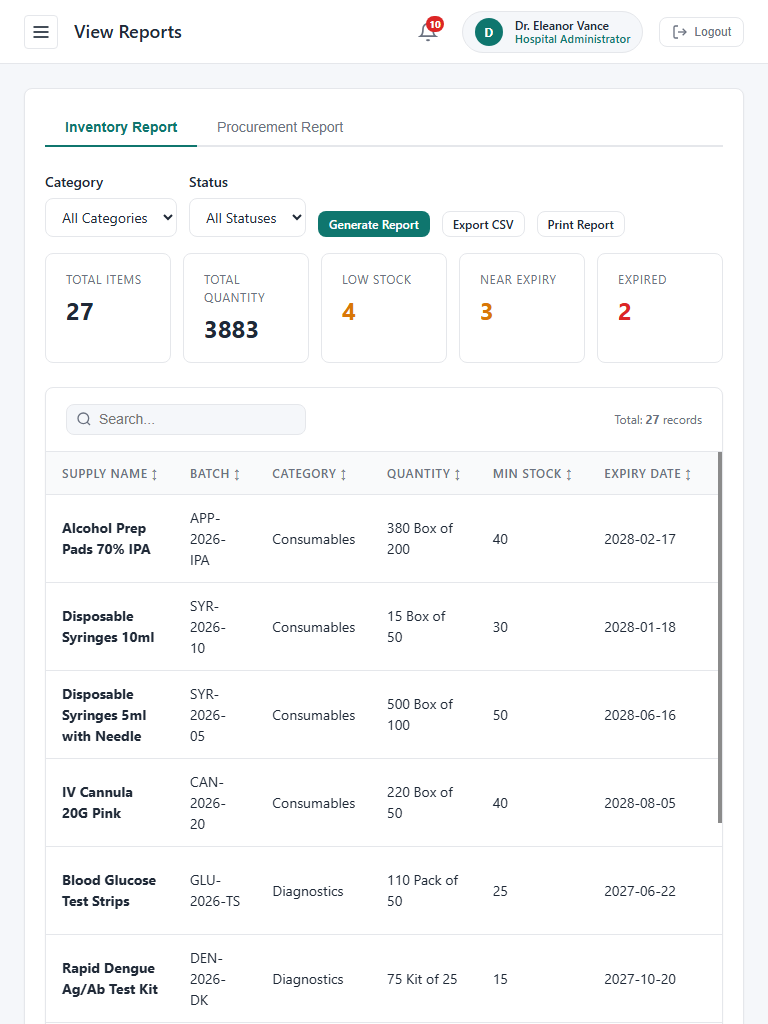 View Reports
10
D
Dr. Eleanor Vance
Hospital Administrator
Logout
Inventory Report
Procurement Report
Category
Status
All Categories
All Statuses
Generate Report
Export CSV
Print Report
TOTAL ITEMS
27
TOTAL
QUANTITY
3883
LOW STOCK
4
NEAR EXPIRY
3
EXPIRED
2
Search...
Total: 27 records
SUPPLY NAME ↕ BATCH ↕ CATEGORY ↕ QUANTITY ↕ MIN STOCK ↕ EXPIRY DATE ↕
Alcohol Prep
Pads 70% IPA
APP-
2026-
IPA
Consumables
380 Box of
200
40
2028-02-17
Disposable
Syringes 10ml
SYR-
2026-
10
Consumables
15 Box of
50
30
2028-01-18
Disposable
Syringes 5ml
with Needle
SYR-
2026-
05
Consumables
500 Box of
100
50
2028-06-16
IV Cannula
20G Pink
CAN-
2026-
20
Consumables
220 Box of
50
40
2028-08-05
Blood Glucose
Test Strips
GLU-
2026-TS
Diagnostics
110 Pack of
50
25
2027-06-22
Rapid Dengue
Ag/Ab Test Kit
DEN-
2026-
DK
Diagnostics
75 Kit of 25
15
2027-10-20